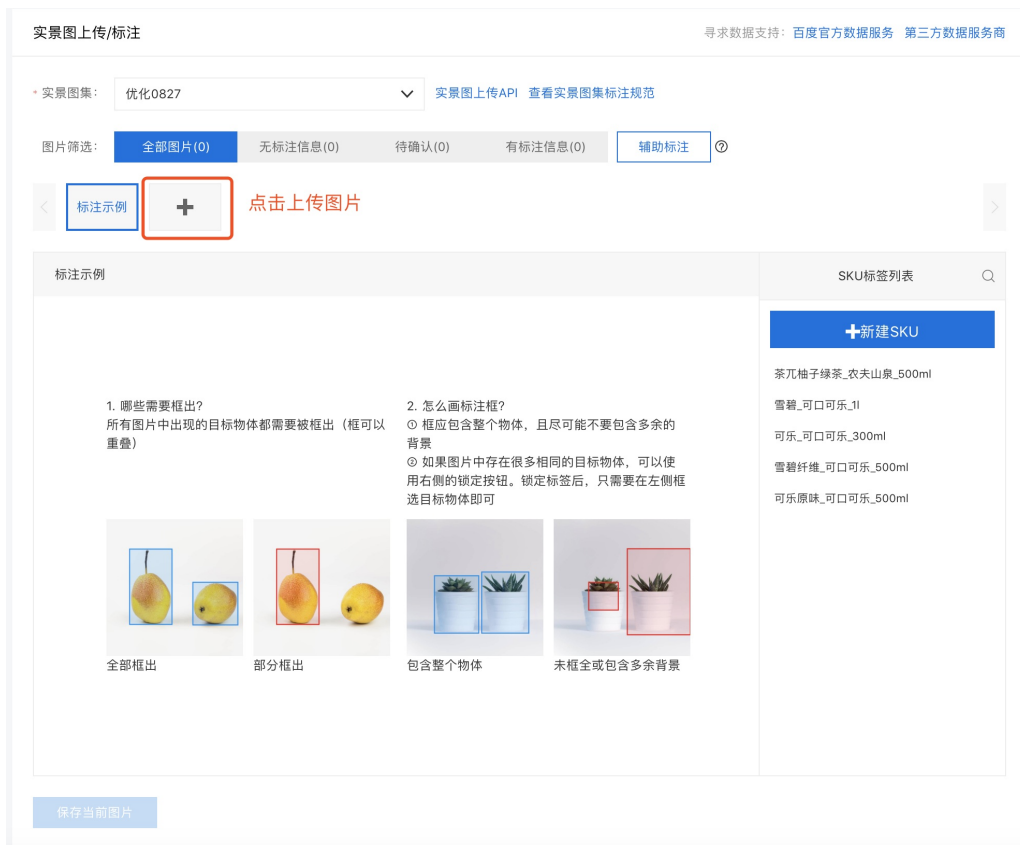 实景图上传/标注
寻求数据支持：百度官方数据服务 第三方数据服务商
* 实景图集： 优化0827 实景图上传API 查看实景图集标注规范
图片筛选： 全部图片(0) 无标注信息(0) 待确认(0) 有标注信息(0) 辅助标注 ?
标注示例 + 点击上传图片
标注示例
SKU标签列表
+新建SKU
茶兀柚子绿茶_农夫山泉_500ml
雪碧_可口可乐_1l
可乐_可口可乐_300ml
雪碧纤维_可口可乐_500ml
可乐原味_可口可乐_500ml
1. 哪些需要框出?
所有图片中出现的目标物体都需要被框出（框可以
重叠）
2. 怎么画标注框?
① 框应包含整个物体，且尽可能不要包含多余的
背景
② 如果图片中存在很多相同的目标物体，可以使
用右侧的锁定按钮。锁定标签后，只需要在左侧框
选目标物体即可
全部框出 部分框出 包含整个物体 未框全或包含多余背景
保存当前图片